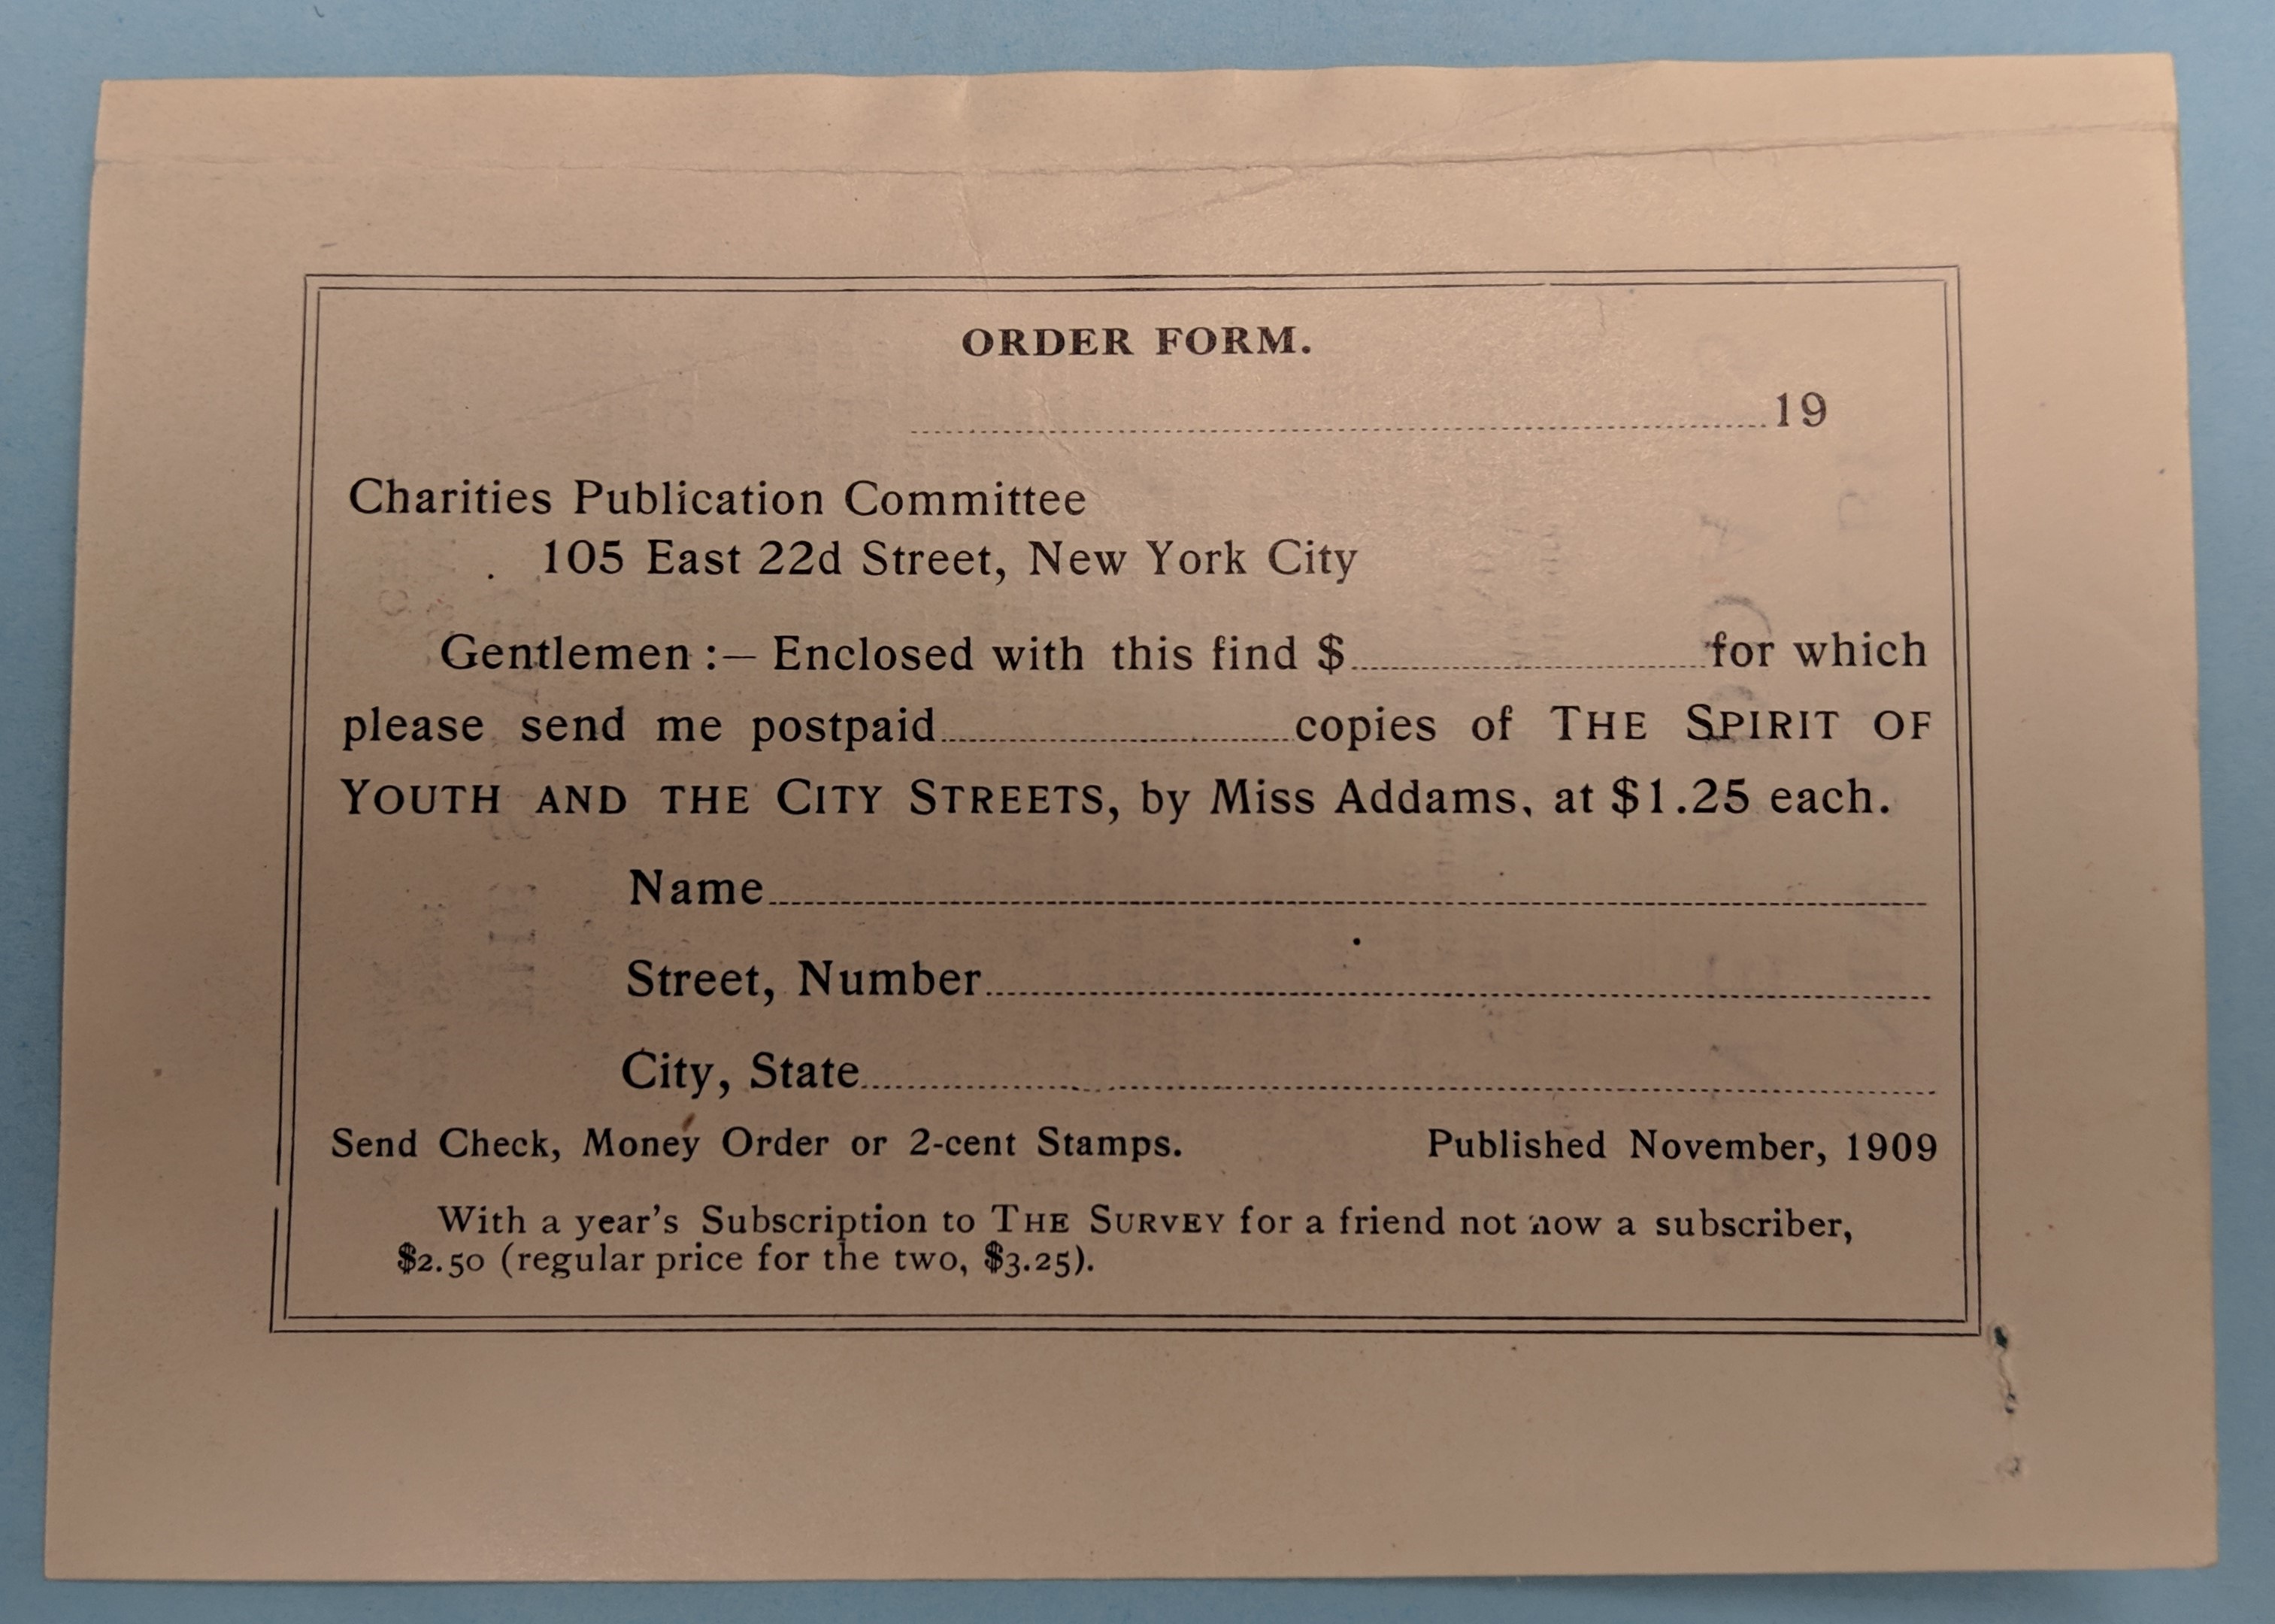 ORDER FORM.
..........19
Charities Publication Committee
105 East 22d Street, New York City
Gentlemen :— Enclosed with this find $..........for which
please send me postpaid..........copies of THE SPIRIT OF
YOUTH AND THE CITY STREETS, by Miss Addams, at $1.25 each.
Name..........
Street, Number..........
City, State..........
Send Check, Money Order or 2-cent Stamps. Published November, 1909
With a year's Subscription to THE SURVEY for a friend not now a subscriber,
$2.50 (regular price for the two, $3.25).